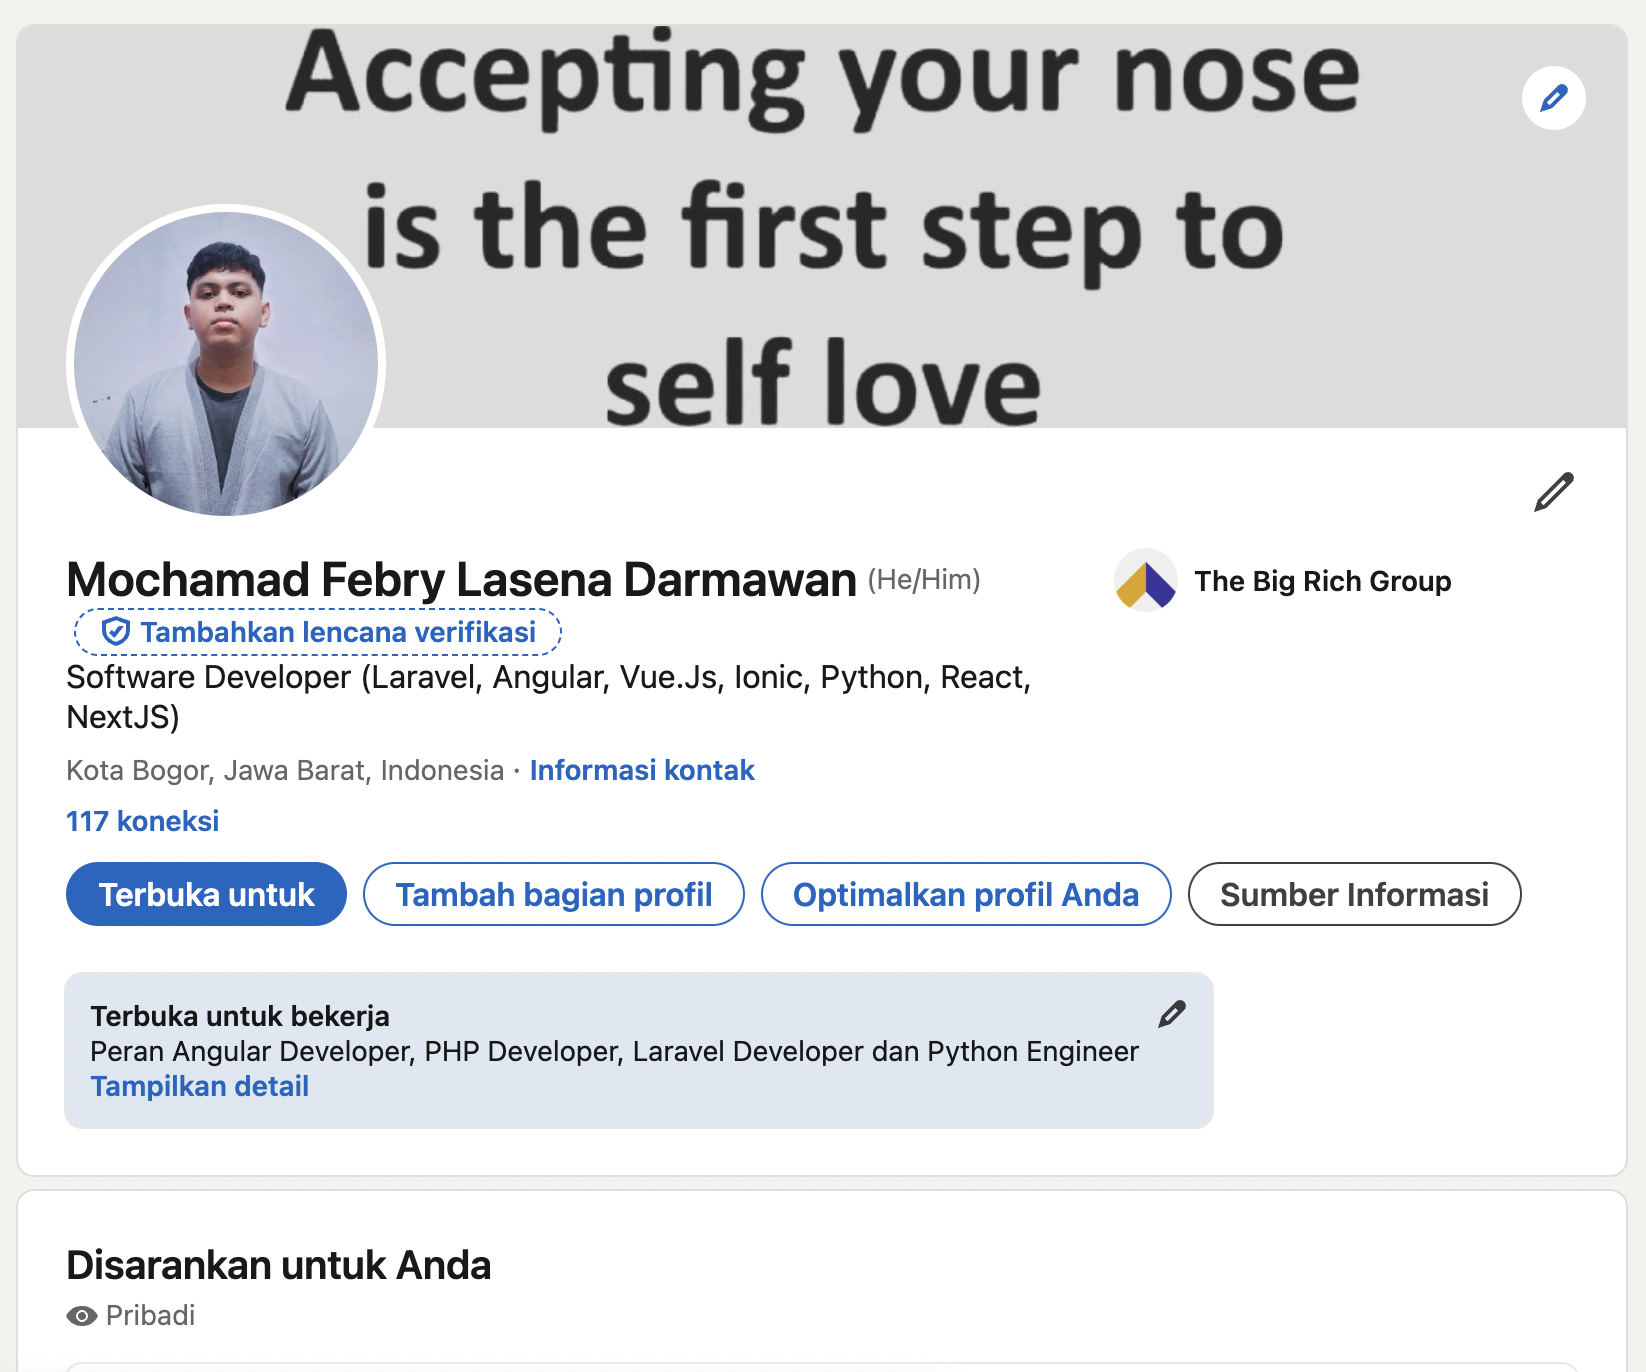 Accepting your nose
is the first step to
self love
Mochamad Febry Lasena Darmawan (He/Him)
The Big Rich Group
Tambahkan lencana verifikasi
Software Developer (Laravel, Angular, Vue.Js, Ionic, Python, React,
NextJS)
Kota Bogor, Jawa Barat, Indonesia · Informasi kontak
117 koneksi
Terbuka untuk
Tambah bagian profil
Optimalkan profil Anda
Sumber Informasi
Terbuka untuk bekerja
Peran Angular Developer, PHP Developer, Laravel Developer dan Python Engineer
Tampilkan detail
Disarankan untuk Anda
Pribadi